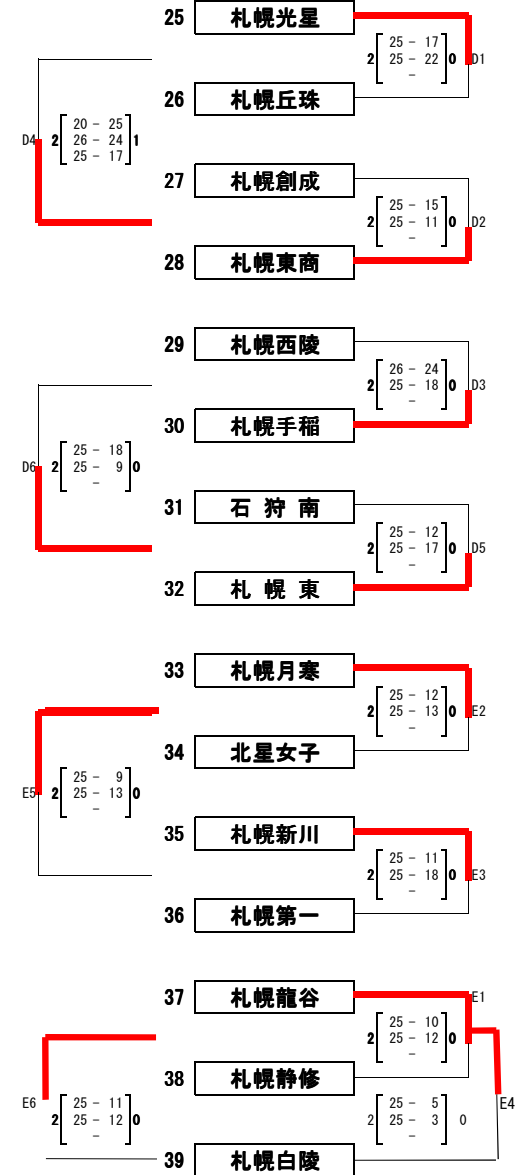 25 札幌光星
2 25 - 17 0 D1
25 - 22
-
26 札幌丘珠
D4 2 20 - 25 1
26 - 24
25 - 17
27 札幌創成
2 25 - 15 0 D2
25 - 11
-
28 札幌東商
29 札幌西陵
2 26 - 24 0 D3
25 - 18
-
30 札幌手稲
D6 2 25 - 18 0
25 - 9
-
31 石狩南
2 25 - 12 0 D5
25 - 17
-
32 札幌東
33 札幌月寒
2 25 - 12 0 E2
25 - 13
-
34 北星女子
E5 2 25 - 9 0
25 - 13
-
35 札幌新川
2 25 - 11 0 E3
25 - 18
-
36 札幌第一
37 札幌龍谷 E1
2 25 - 10 0
25 - 12
-
38 札幌静修
E6 2 25 - 11 0
25 - 12
-
2 25 - 5 0 E4
25 - 3
-
39 札幌白陵